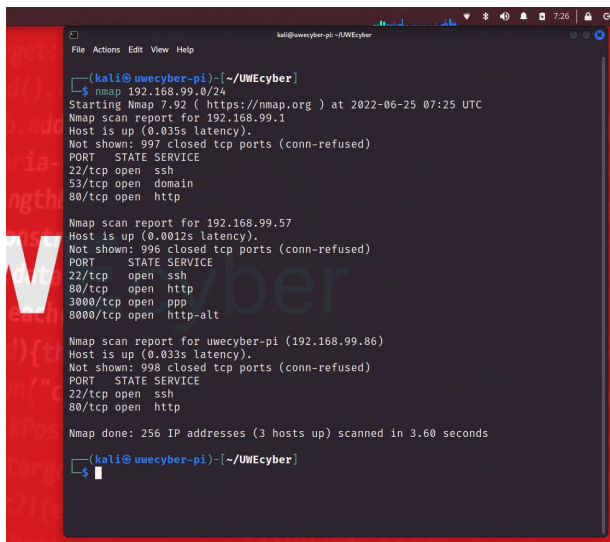 7:26
kali@uwecyber-pi: ~/UWEcyber
File Actions Edit View Help
(kali㉿uwecyber-pi)-[~/UWEcyber]
$ nmap 192.168.99.0/24
Starting Nmap 7.92 ( https://nmap.org ) at 2022-06-25 07:25 UTC
Nmap scan report for 192.168.99.1
Host is up (0.035s latency).
Not shown: 997 closed tcp ports (conn-refused)
PORT STATE SERVICE
22/tcp open ssh
53/tcp open domain
80/tcp open http
Nmap scan report for 192.168.99.57
Host is up (0.0012s latency).
Not shown: 996 closed tcp ports (conn-refused)
PORT STATE SERVICE
22/tcp open ssh
80/tcp open http
3000/tcp open ppp
8000/tcp open http-alt
Nmap scan report for uwecyber-pi (192.168.99.86)
Host is up (0.033s latency).
Not shown: 998 closed tcp ports (conn-refused)
PORT STATE SERVICE
22/tcp open ssh
80/tcp open http
Nmap done: 256 IP addresses (3 hosts up) scanned in 3.60 seconds
(kali㉿uwecyber-pi)-[~/UWEcyber]
$